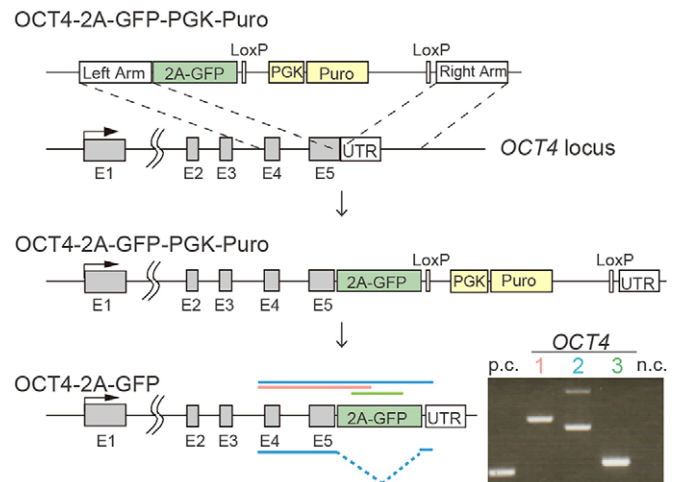 OCT4-2A-GFP-PGK-Puro
LoxP LoxP
Left Arm 2A-GFP PGK Puro Right Arm
UTR OCT4 locus
E1 E2 E3 E4 E5
OCT4-2A-GFP-PGK-Puro
LoxP LoxP
2A-GFP PGK Puro UTR
E1 E2 E3 E4 E5
OCT4
p.c. 1 2 3 n.c.
OCT4-2A-GFP
2A-GFP UTR
E1 E2 E3 E4 E5